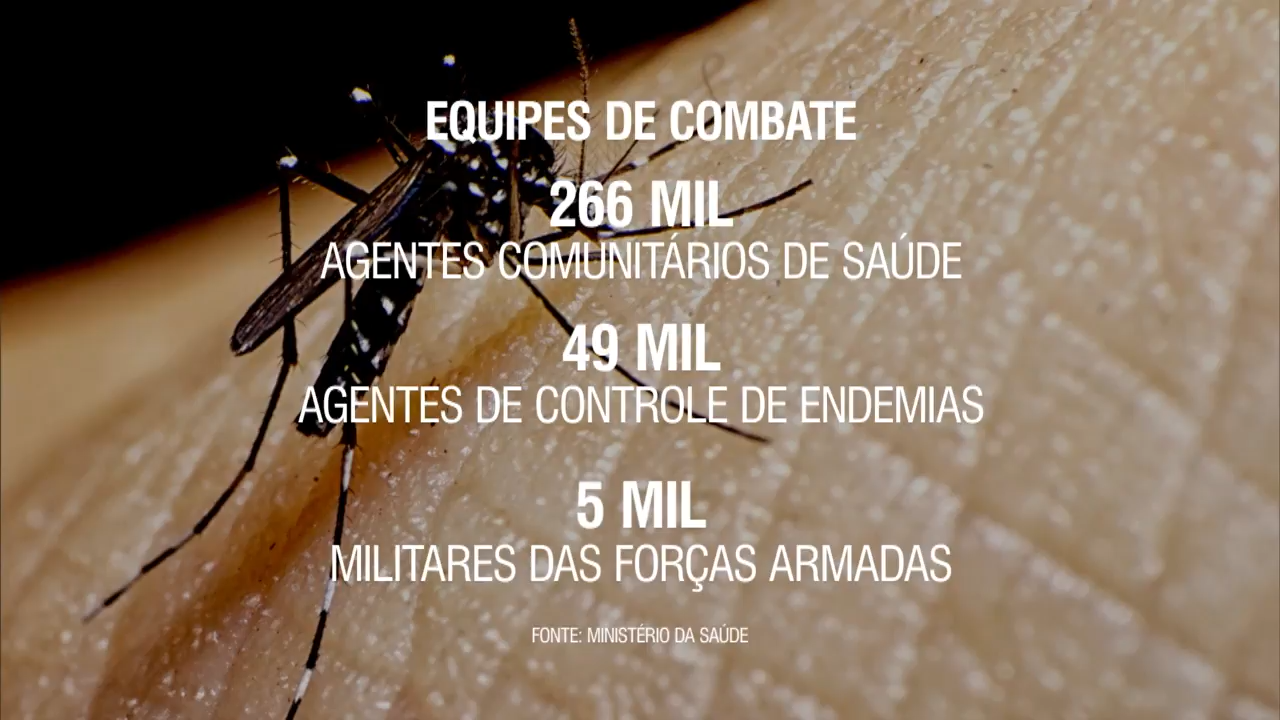 EQUIPES DE COMBATE
266 MIL
AGENTES COMUNITÁRIOS DE SAÚDE
49 MIL
AGENTES DE CONTROLE DE ENDEMIAS
5 MIL
MILITARES DAS FORÇAS ARMADAS
FONTE: MINISTÉRIO DA SAÚDE